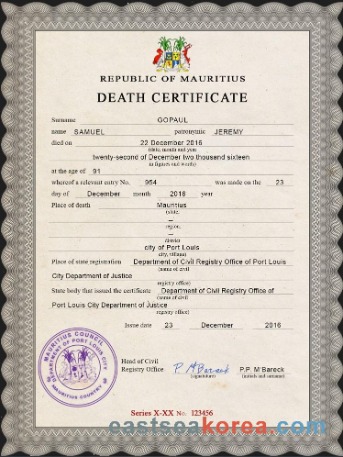 REPUBLIC OF MAURITIUS
DEATH CERTIFICATE
Surname GOPAUL
name SAMUEL patronymic JEREMY
died on 22 December 2016
(date, month and year
twenty-second of December two thousand sixteen
in figures and words)
at the age of 91
whereof a relevant entry No. 954 was made on the 23
day of December month 2016 year
Place of death Mauritius
(state,
--
region,
--
district
city of Port Louis
city, village)
Place of state registration Department of Civil Registry Office of Port Louis
(name of civil
City Department of Justice
registry office)
State body that issued the certificate Department of Civil Registry Office of
(name of civil
Port Louis City Department of Justice
registry office)
Issue date 23 December 2016
MAURITIUS COUNCIL
DEPARTMENT OF PORT LOUIS CITY
MAURITIUS COUNTRY
Head of Civil
Registry Office P. M'Bareck P.P. M'Bareck
(signature) (initials and surname)
Series X-XX No. 123456
eastseakorea.com